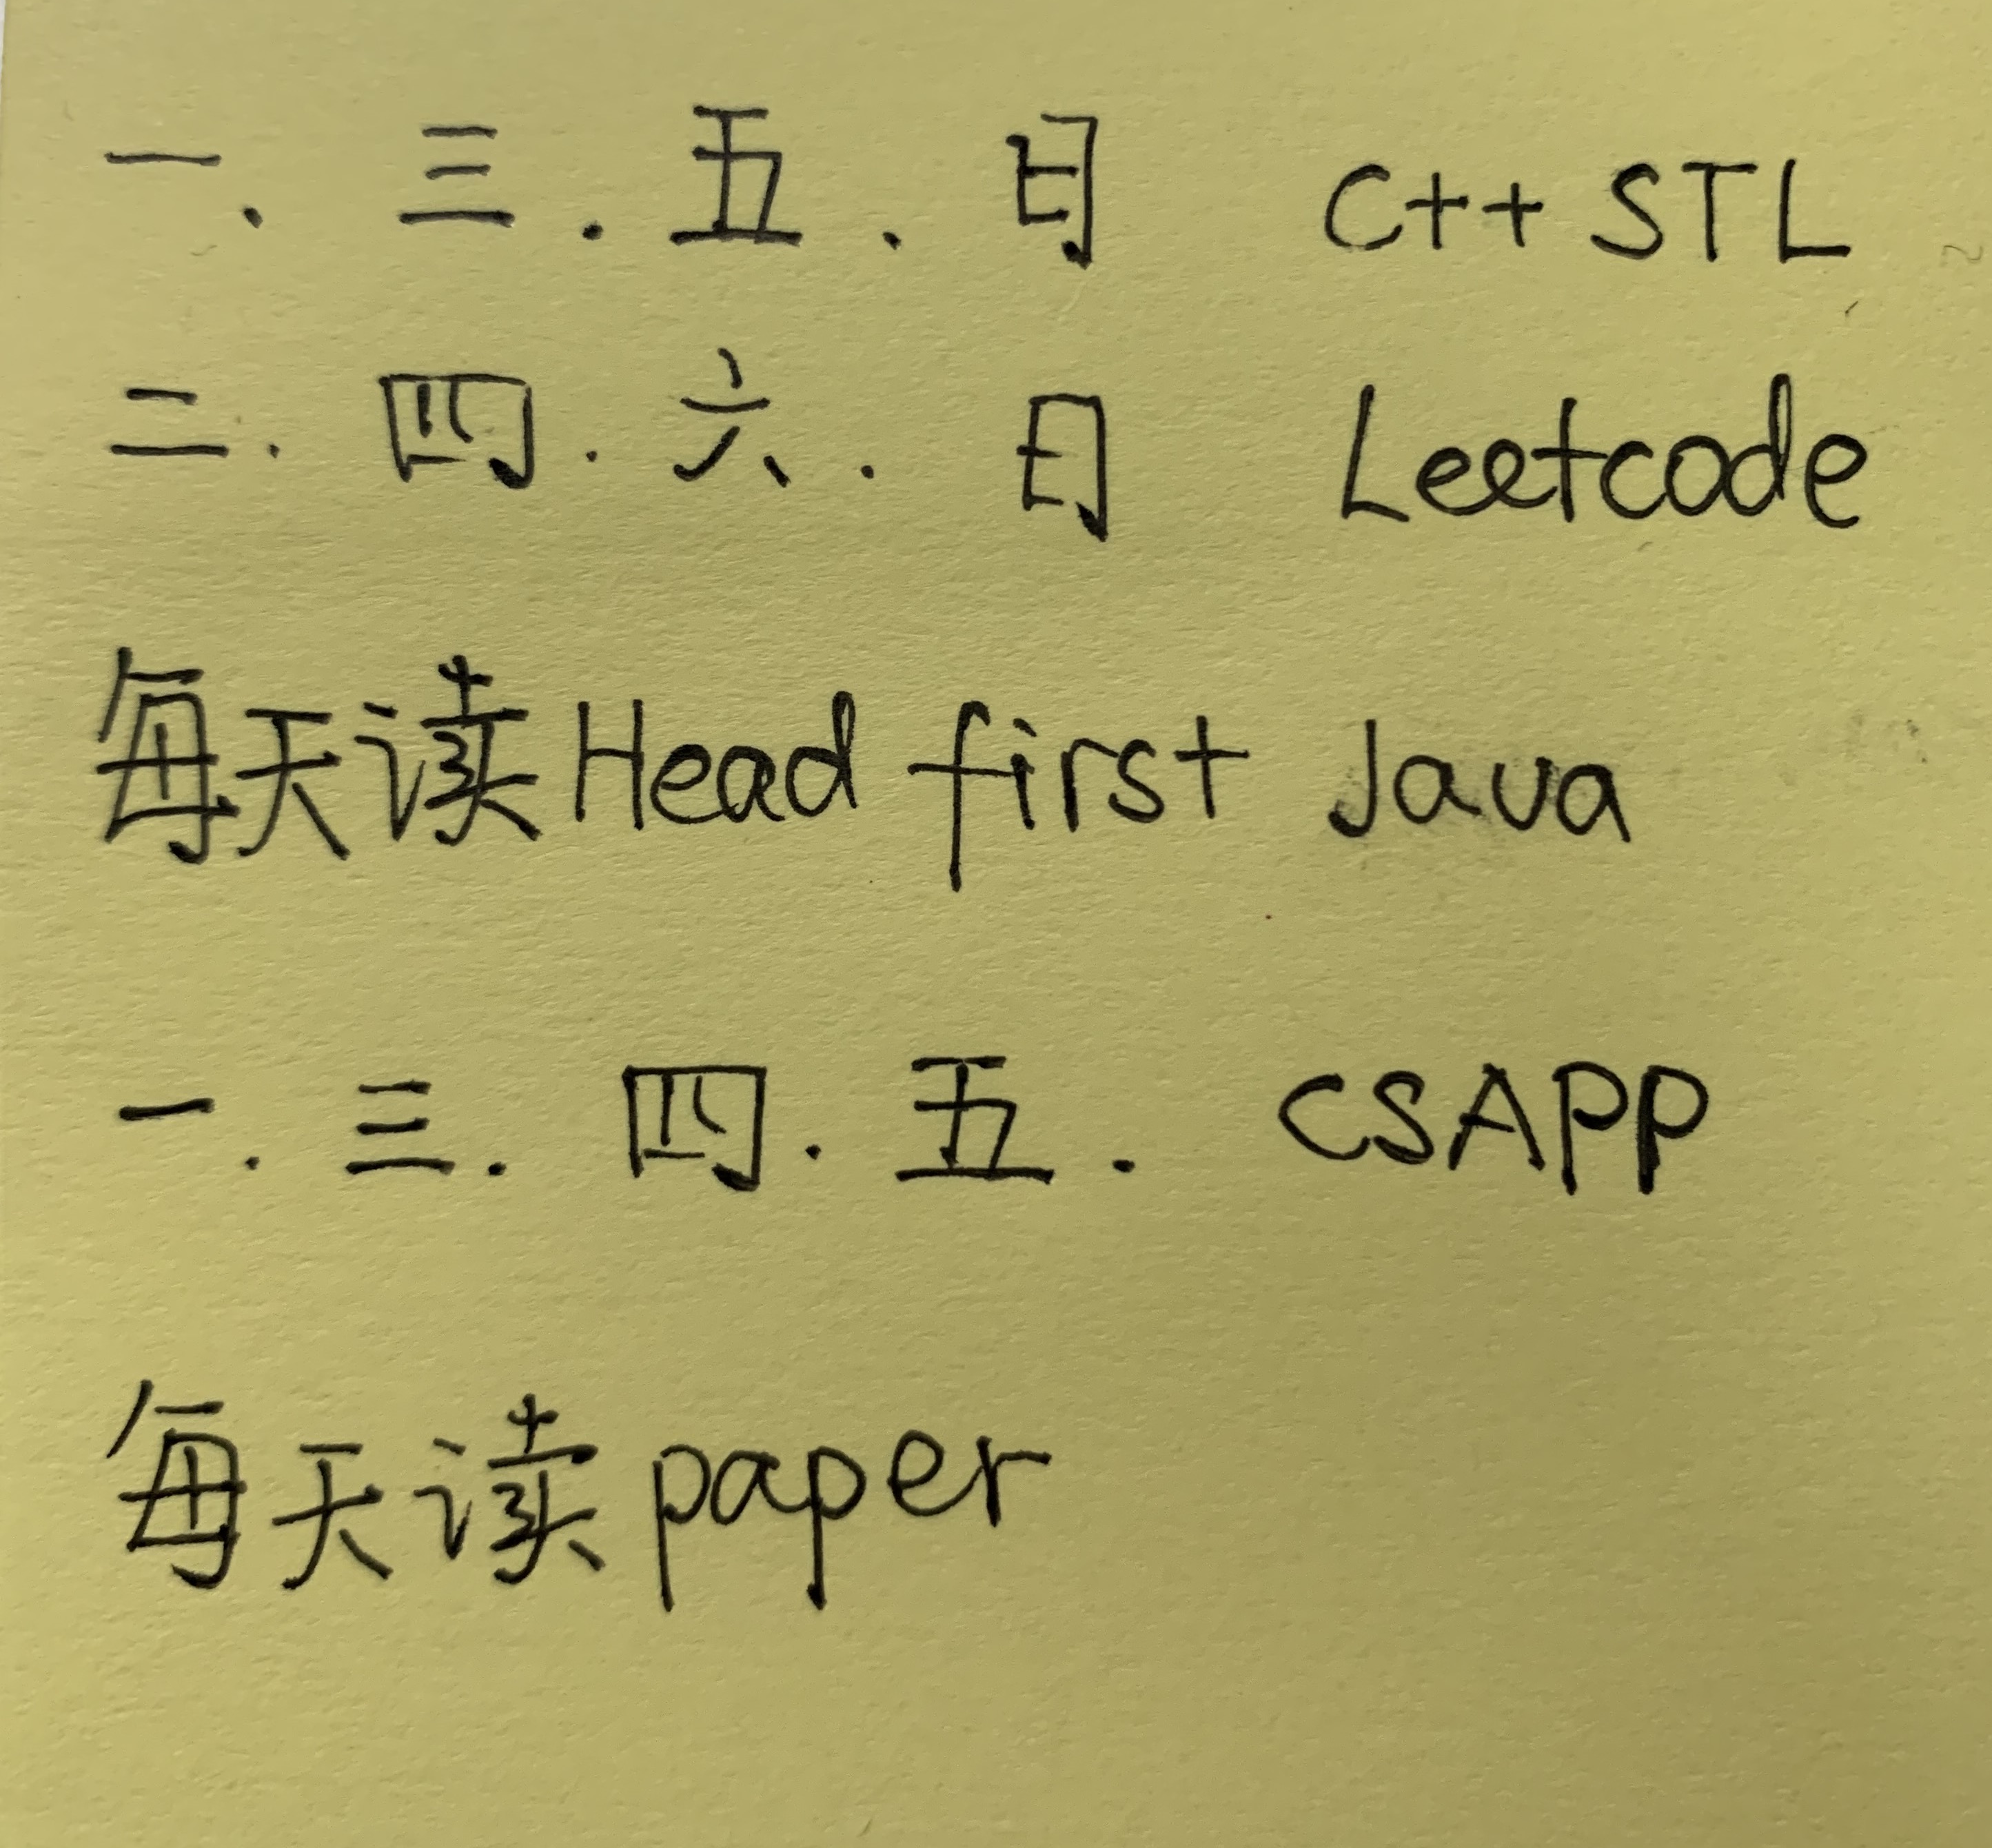 一.三.五.日 C++ STL
二.四.六.日 Leetcode
每天读Head first Java
一.三.四.五. CSAPP
每天读paper